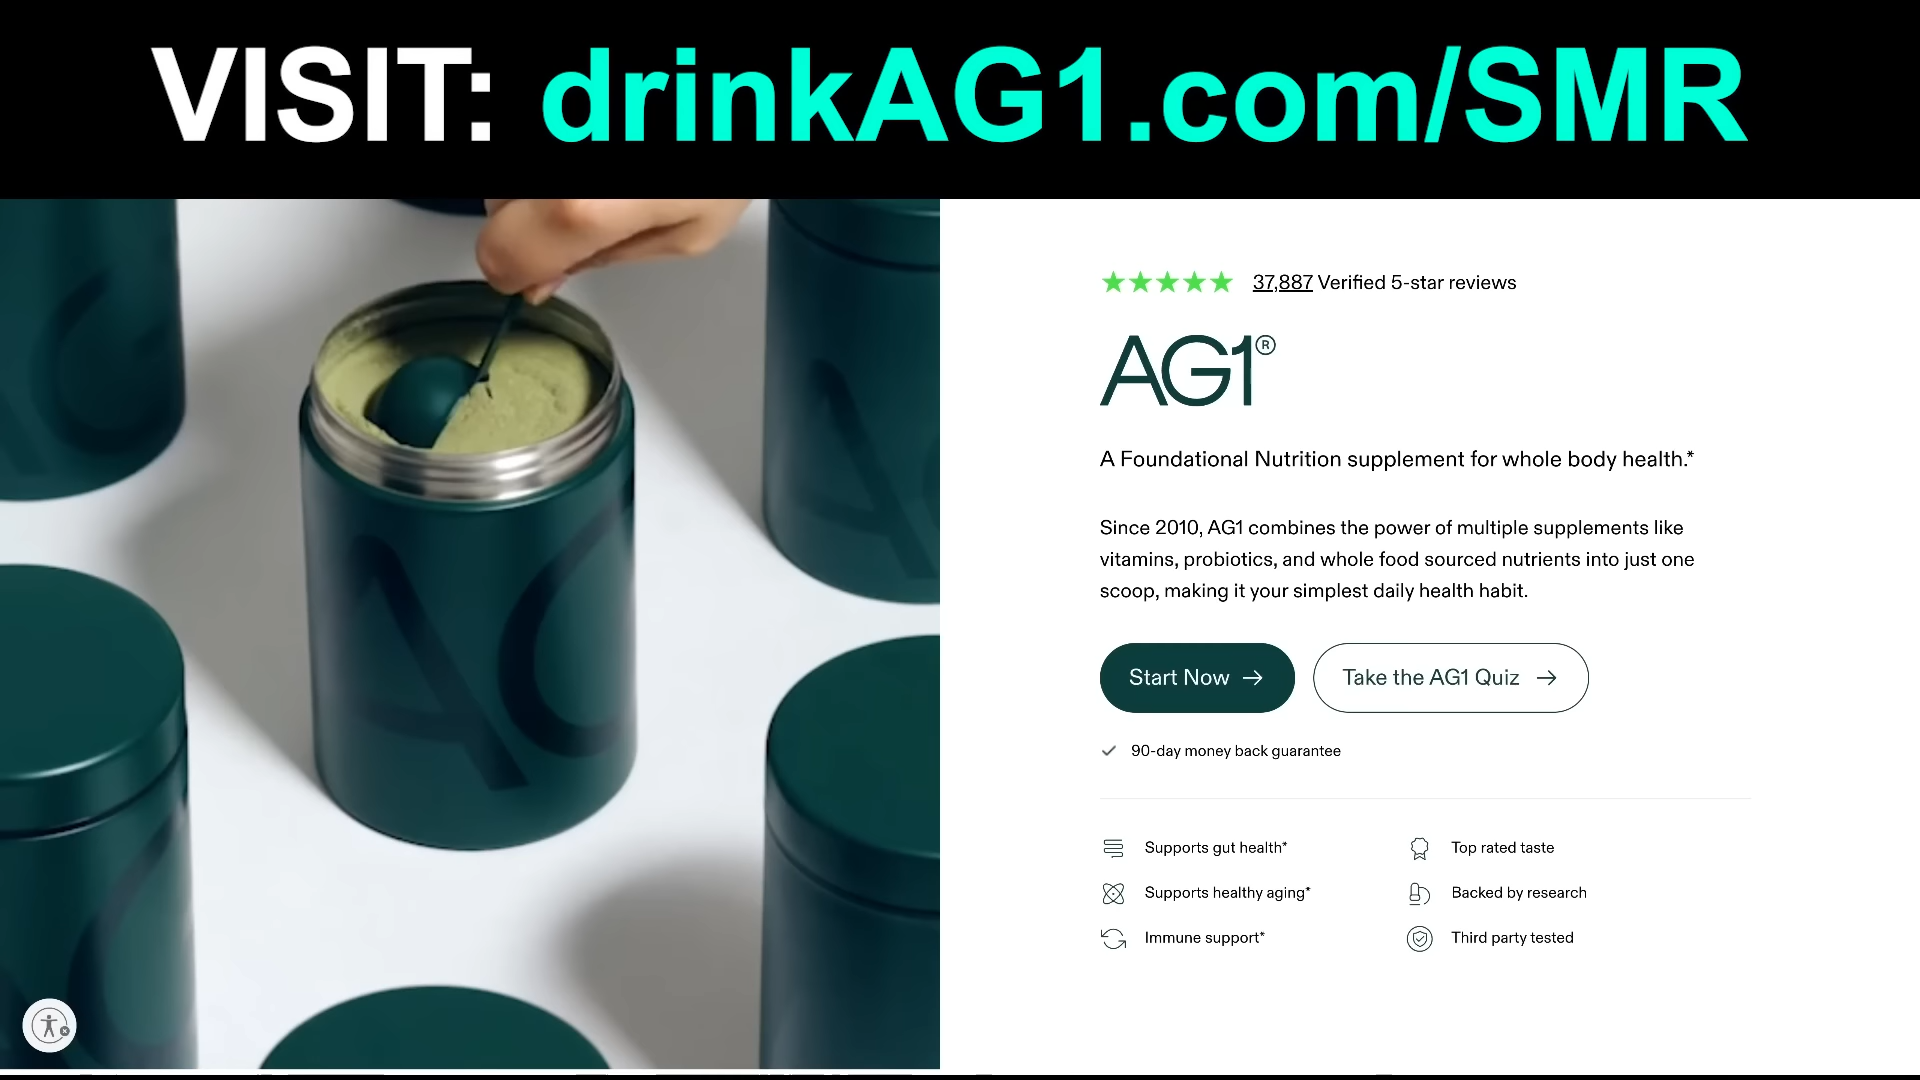 VISIT: drinkAG1.com/SMR
★★★★★ 37,887 Verified 5-star reviews
AG1®
A Foundational Nutrition supplement for whole body health.*
Since 2010, AG1 combines the power of multiple supplements like
vitamins, probiotics, and whole food sourced nutrients into just one
scoop, making it your simplest daily health habit.
Start Now →
Take the AG1 Quiz →
✓ 90-day money back guarantee
Supports gut health*
Top rated taste
Supports healthy aging*
Backed by research
Immune support*
Third party tested
AG